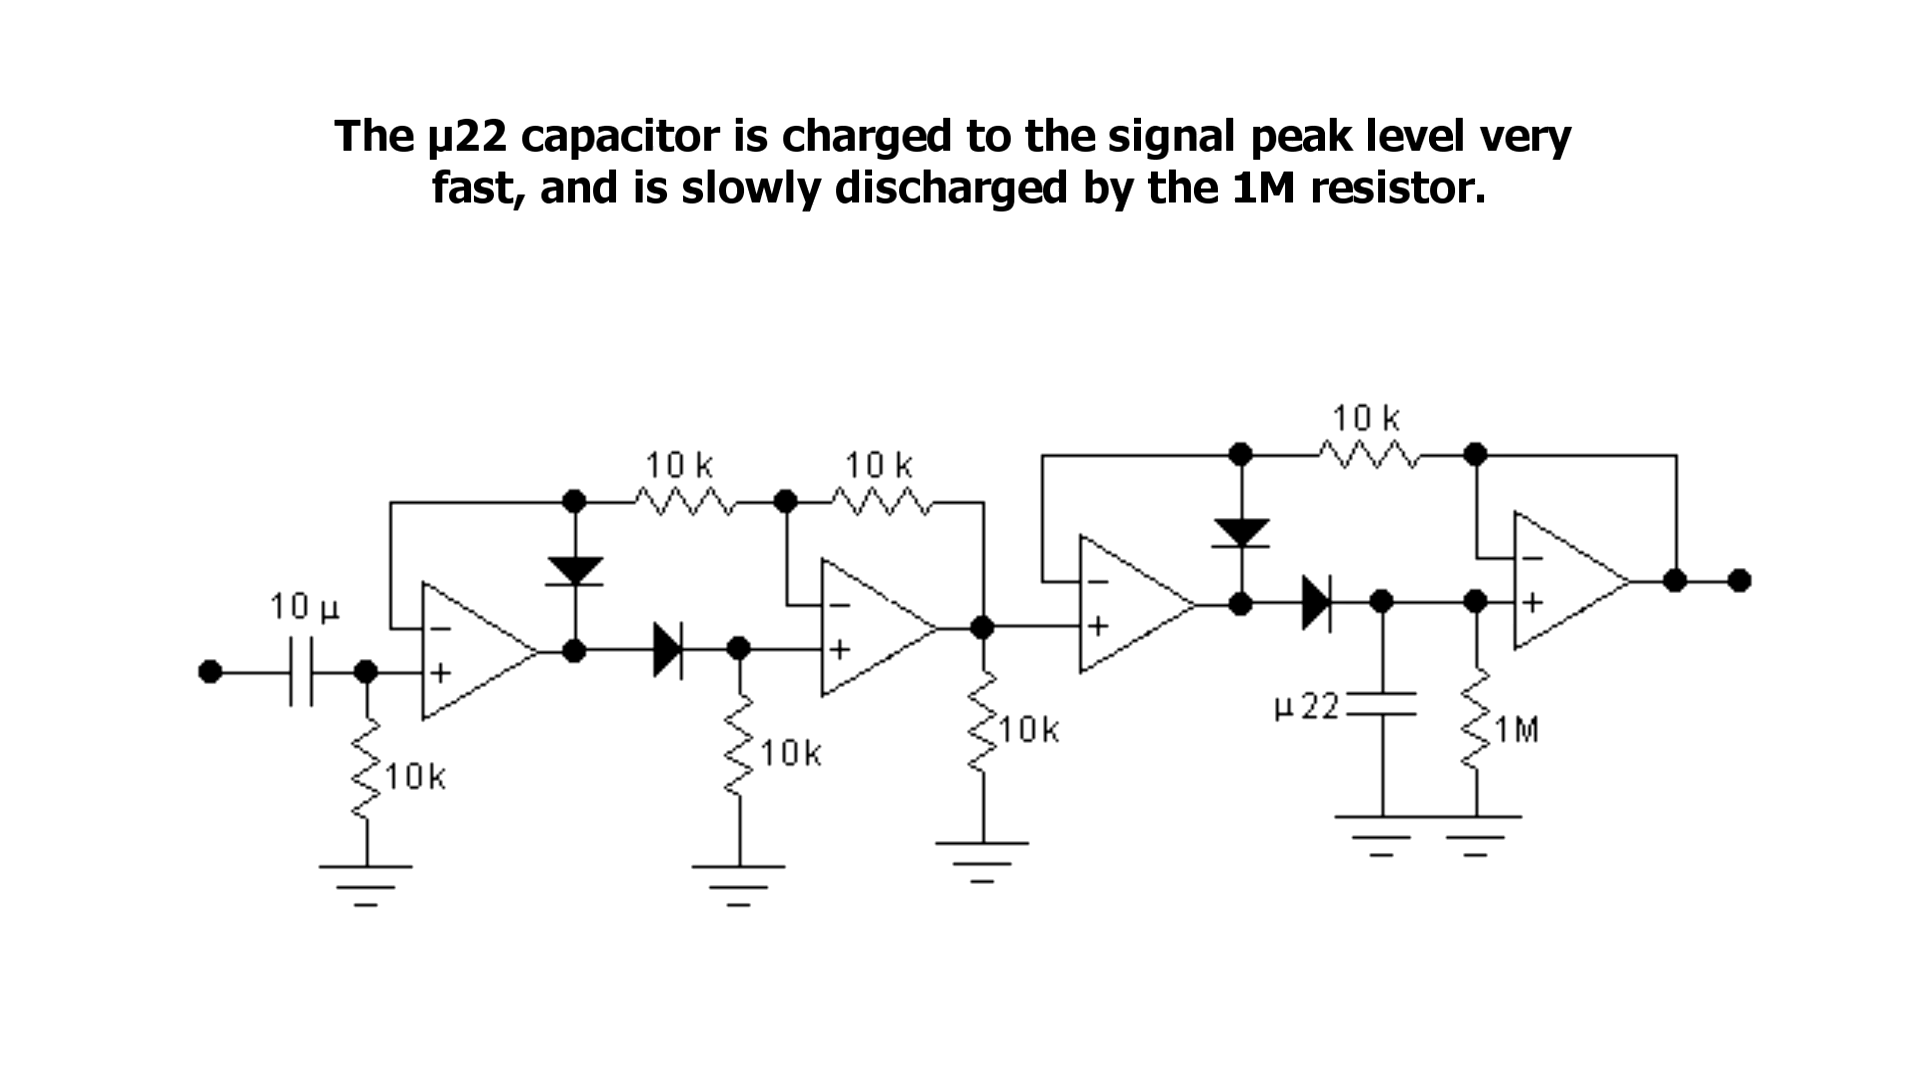 The µ22 capacitor is charged to the signal peak level very
fast, and is slowly discharged by the 1M resistor.
10 k
10 k
10 k
10 µ
−
+
10k
−
+
10k
10k
−
+
−
+
µ22
1M